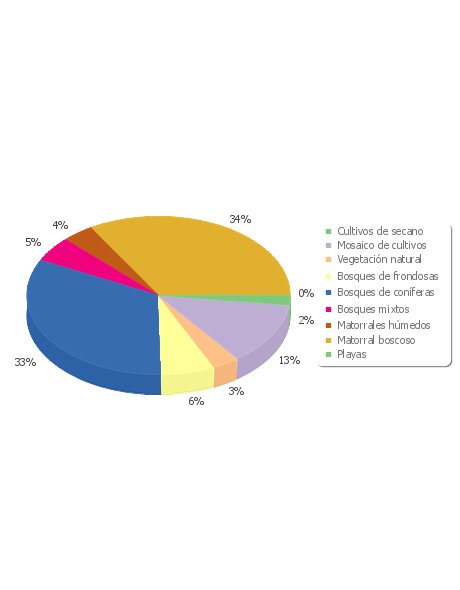 4%
34%
5%
0%
2%
33%
13%
3%
6%
Cultivos de secano
Mosaico de cultivos
Vegetación natural
Bosques de frondosas
Bosques de coníferas
Bosques mixtos
Matorrales húmedos
Matorral boscoso
Playas